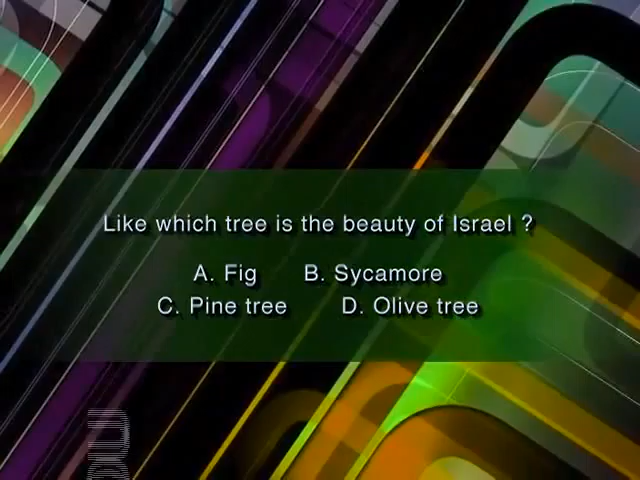 Like which tree is the beauty of Israel ?
A. Fig B. Sycamore
C. Pine tree D. Olive tree